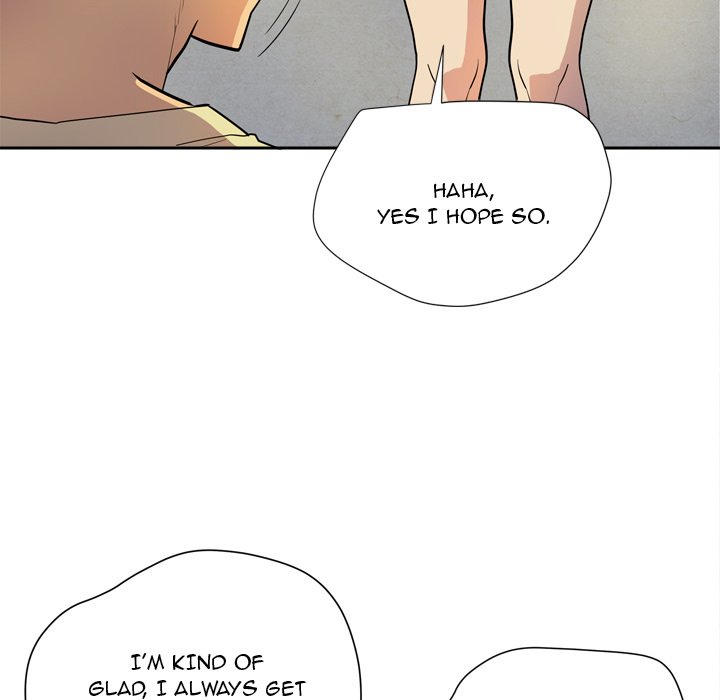 HAHA,
YES I HOPE SO.
I'M KIND OF
GLAD, I ALWAYS GET